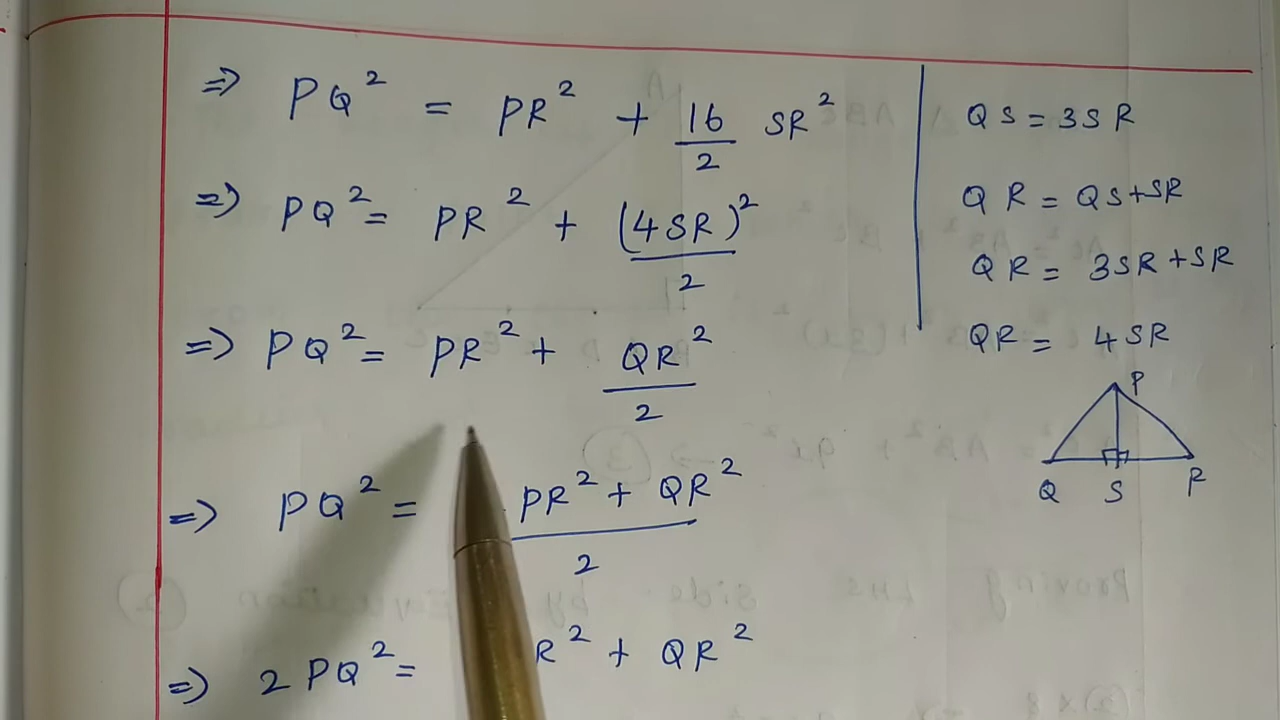 ⇒ PQ² = PR² + 16/2 SR²
⇒ PQ² = PR² + (4SR)²/2
⇒ PQ² = PR² + QR²/2
⇒ PQ² = PR² + QR²/2
⇒ 2PQ² = R² + QR²
QS = 3SR
QR = QS+SR
QR = 3SR+SR
QR = 4SR
P
Q S R